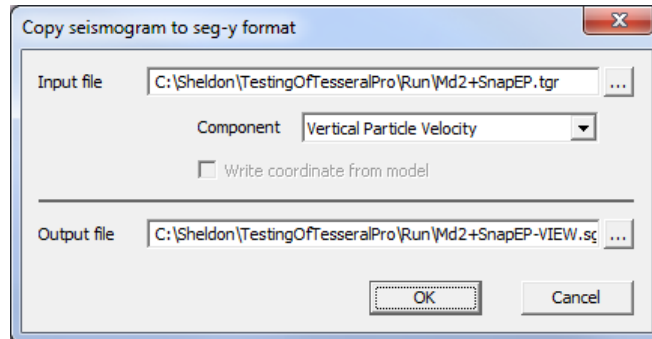 Copy seismogram to seg-y format
Input file C:\Sheldon\TestingOfTesseralPro\Run\Md2+SnapEP.tgr ...
Component Vertical Particle Velocity
Write coordinate from model
Output file C:\Sheldon\TestingOfTesseralPro\Run\Md2+SnapEP-VIEW.sg ...
OK Cancel